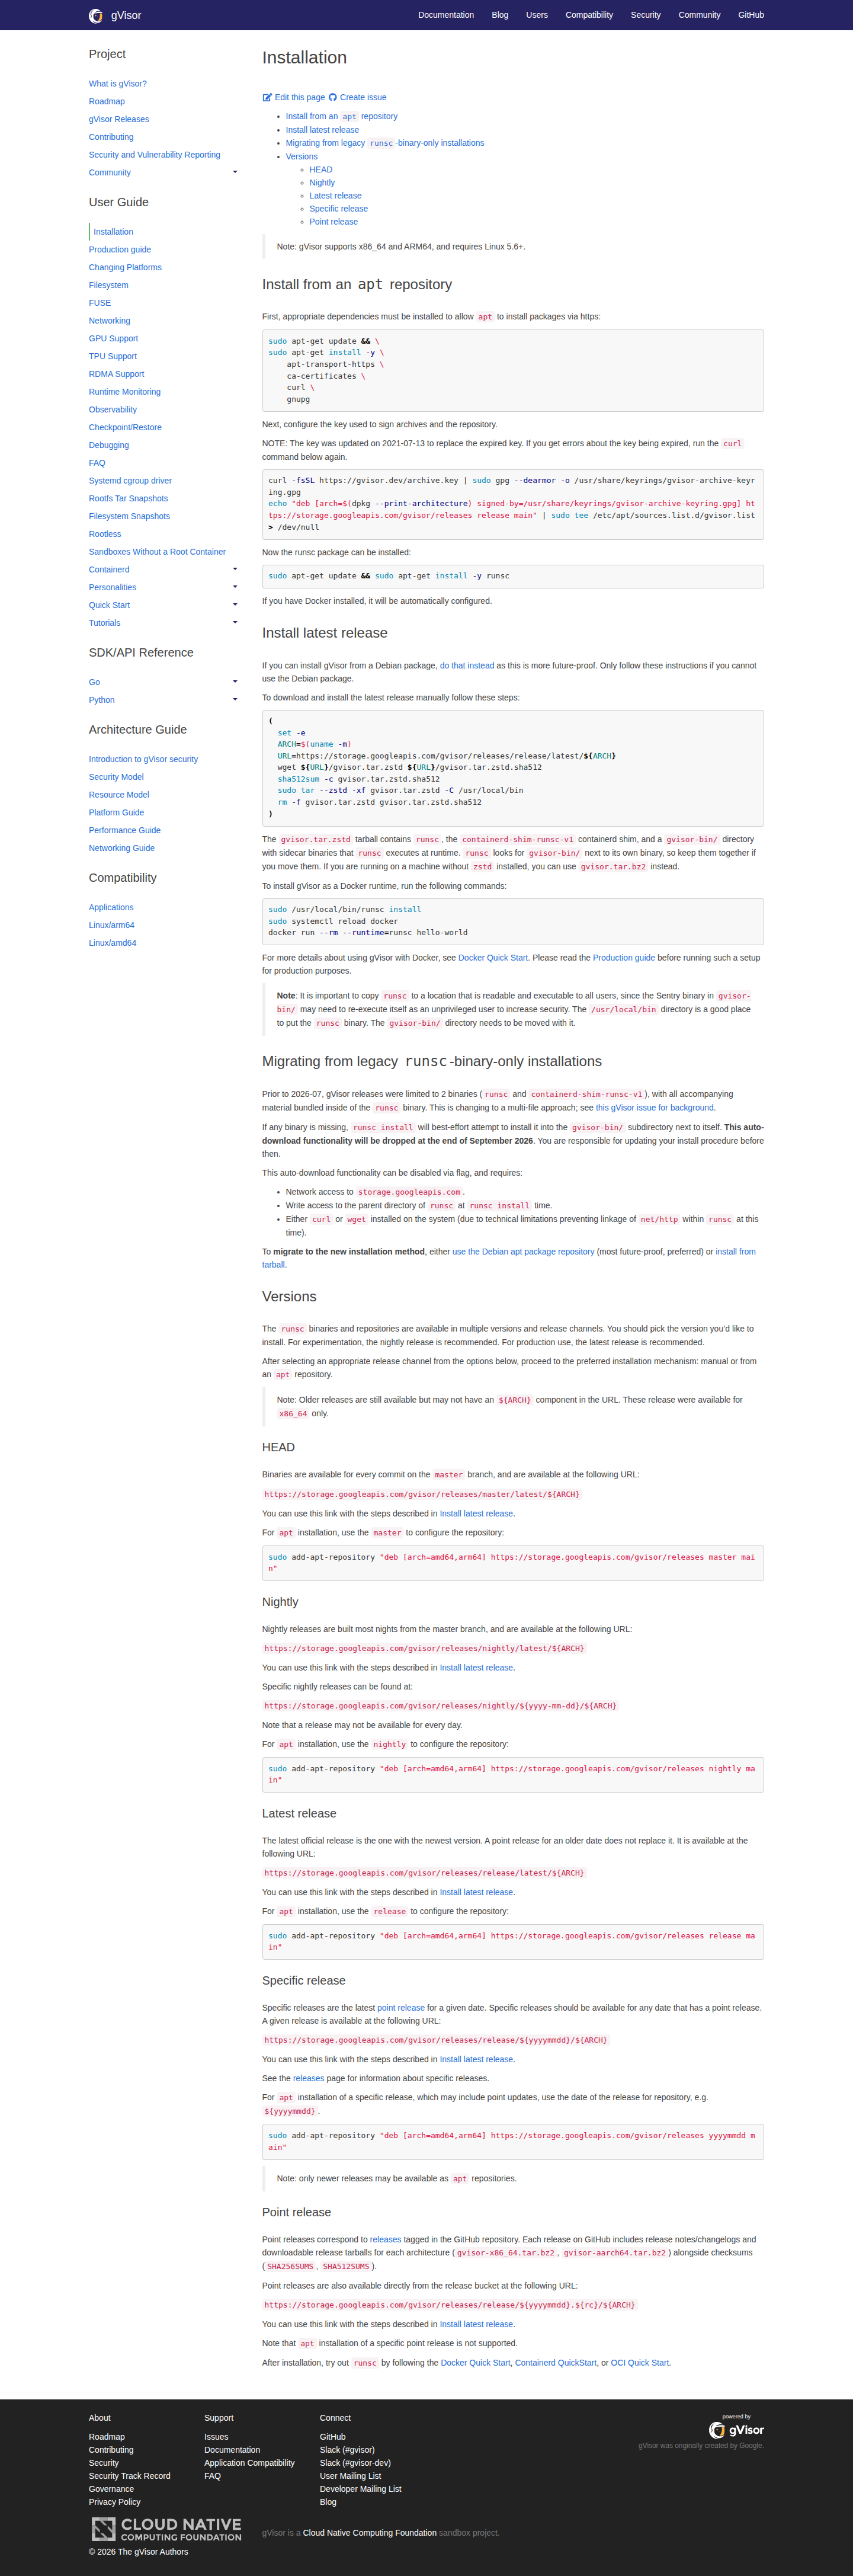 gVisor
Documentation Blog Users Compatibility Security Community GitHub
Project
What is gVisor?
Roadmap
gVisor Releases
Contributing
Security and Vulnerability Reporting
Community
User Guide
Installation
Production guide
Changing Platforms
Filesystem
FUSE
Networking
GPU Support
TPU Support
RDMA Support
Runtime Monitoring
Observability
Checkpoint/Restore
Debugging
FAQ
Systemd cgroup driver
Rootfs Tar Snapshots
Filesystem Snapshots
Rootless
Sandboxes Without a Root Container
Containerd
Personalities
Quick Start
Tutorials
SDK/API Reference
Go
Python
Architecture Guide
Introduction to gVisor security
Security Model
Resource Model
Platform Guide
Performance Guide
Networking Guide
Compatibility
Applications
Linux/arm64
Linux/amd64
Installation
Edit this page Create issue
Install from an apt repository
Install latest release
Migrating from legacy runsc-binary-only installations
Versions
HEAD
Nightly
Latest release
Specific release
Point release
Note: gVisor supports x86_64 and ARM64, and requires Linux 5.6+.
Install from an apt repository
First, appropriate dependencies must be installed to allow apt to install packages via https:
sudo apt-get update && \
sudo apt-get install -y \
apt-transport-https \
ca-certificates \
curl \
gnupg
Next, configure the key used to sign archives and the repository.
NOTE: The key was updated on 2021-07-13 to replace the expired key. If you get errors about the key being expired, run the curl
command below again.
curl -fsSL https://gvisor.dev/archive.key | sudo gpg --dearmor -o /usr/share/keyrings/gvisor-archive-keyr
ing.gpg
echo "deb [arch=$(dpkg --print-architecture) signed-by=/usr/share/keyrings/gvisor-archive-keyring.gpg] ht
tps://storage.googleapis.com/gvisor/releases release main" | sudo tee /etc/apt/sources.list.d/gvisor.list
> /dev/null
Now the runsc package can be installed:
sudo apt-get update && sudo apt-get install -y runsc
If you have Docker installed, it will be automatically configured.
Install latest release
If you can install gVisor from a Debian package, do that instead as this is more future-proof. Only follow these instructions if you cannot
use the Debian package.
To download and install the latest release manually follow these steps:
(
set -e
ARCH=$(uname -m)
URL=https://storage.googleapis.com/gvisor/releases/release/latest/${ARCH}
wget ${URL}/gvisor.tar.zstd ${URL}/gvisor.tar.zstd.sha512
sha512sum -c gvisor.tar.zstd.sha512
sudo tar --zstd -xf gvisor.tar.zstd -C /usr/local/bin
rm -f gvisor.tar.zstd gvisor.tar.zstd.sha512
)
The gvisor.tar.zstd tarball contains runsc, the containerd-shim-runsc-v1 containerd shim, and a gvisor-bin/ directory
with sidecar binaries that runsc executes at runtime. runsc looks for gvisor-bin/ next to its own binary, so keep them together if
you move them. If you are running on a machine without zstd installed, you can use gvisor.tar.bz2 instead.
To install gVisor as a Docker runtime, run the following commands:
sudo /usr/local/bin/runsc install
sudo systemctl reload docker
docker run --rm --runtime=runsc hello-world
For more details about using gVisor with Docker, see Docker Quick Start. Please read the Production guide before running such a setup
for production purposes.
Note: It is important to copy runsc to a location that is readable and executable to all users, since the Sentry binary in gvisor-
bin/ may need to re-execute itself as an unprivileged user to increase security. The /usr/local/bin directory is a good place
to put the runsc binary. The gvisor-bin/ directory needs to be moved with it.
Migrating from legacy runsc-binary-only installations
Prior to 2026-07, gVisor releases were limited to 2 binaries (runsc and containerd-shim-runsc-v1), with all accompanying
material bundled inside of the runsc binary. This is changing to a multi-file approach; see this gVisor issue for background.
If any binary is missing, runsc install will best-effort attempt to install it into the gvisor-bin/ subdirectory next to itself. This auto-
download functionality will be dropped at the end of September 2026. You are responsible for updating your install procedure before
then.
This auto-download functionality can be disabled via flag, and requires:
Network access to storage.googleapis.com.
Write access to the parent directory of runsc at runsc install time.
Either curl or wget installed on the system (due to technical limitations preventing linkage of net/http within runsc at this
time).
To migrate to the new installation method, either use the Debian apt package repository (most future-proof, preferred) or install from
tarball.
Versions
The runsc binaries and repositories are available in multiple versions and release channels. You should pick the version you'd like to
install. For experimentation, the nightly release is recommended. For production use, the latest release is recommended.
After selecting an appropriate release channel from the options below, proceed to the preferred installation mechanism: manual or from
an apt repository.
Note: Older releases are still available but may not have an ${ARCH} component in the URL. These release were available for
x86_64 only.
HEAD
Binaries are available for every commit on the master branch, and are available at the following URL:
https://storage.googleapis.com/gvisor/releases/master/latest/${ARCH}
You can use this link with the steps described in Install latest release.
For apt installation, use the master to configure the repository:
sudo add-apt-repository "deb [arch=amd64,arm64] https://storage.googleapis.com/gvisor/releases master mai
n"
Nightly
Nightly releases are built most nights from the master branch, and are available at the following URL:
https://storage.googleapis.com/gvisor/releases/nightly/latest/${ARCH}
You can use this link with the steps described in Install latest release.
Specific nightly releases can be found at:
https://storage.googleapis.com/gvisor/releases/nightly/${yyyy-mm-dd}/${ARCH}
Note that a release may not be available for every day.
For apt installation, use the nightly to configure the repository:
sudo add-apt-repository "deb [arch=amd64,arm64] https://storage.googleapis.com/gvisor/releases nightly ma
in"
Latest release
The latest official release is the one with the newest version. A point release for an older date does not replace it. It is available at the
following URL:
https://storage.googleapis.com/gvisor/releases/release/latest/${ARCH}
You can use this link with the steps described in Install latest release.
For apt installation, use the release to configure the repository:
sudo add-apt-repository "deb [arch=amd64,arm64] https://storage.googleapis.com/gvisor/releases release ma
in"
Specific release
Specific releases are the latest point release for a given date. Specific releases should be available for any date that has a point release.
A given release is available at the following URL:
https://storage.googleapis.com/gvisor/releases/release/${yyyymmdd}/${ARCH}
You can use this link with the steps described in Install latest release.
See the releases page for information about specific releases.
For apt installation of a specific release, which may include point updates, use the date of the release for repository, e.g.
${yyyymmdd}.
sudo add-apt-repository "deb [arch=amd64,arm64] https://storage.googleapis.com/gvisor/releases yyyymmdd m
ain"
Note: only newer releases may be available as apt repositories.
Point release
Point releases correspond to releases tagged in the GitHub repository. Each release on GitHub includes release notes/changelogs and
downloadable release tarballs for each architecture (gvisor-x86_64.tar.bz2, gvisor-aarch64.tar.bz2) alongside checksums
(SHA256SUMS, SHA512SUMS).
Point releases are also available directly from the release bucket at the following URL:
https://storage.googleapis.com/gvisor/releases/release/${yyyymmdd}.${rc}/${ARCH}
You can use this link with the steps described in Install latest release.
Note that apt installation of a specific point release is not supported.
After installation, try out runsc by following the Docker Quick Start, Containerd QuickStart, or OCI Quick Start.
About
Roadmap
Contributing
Security
Security Track Record
Governance
Privacy Policy
Support
Issues
Documentation
Application Compatibility
FAQ
Connect
GitHub
Slack (#gvisor)
Slack (#gvisor-dev)
User Mailing List
Developer Mailing List
Blog
powered by
gVisor
gVisor was originally created by Google.
CLOUD NATIVE
COMPUTING FOUNDATION
gVisor is a Cloud Native Computing Foundation sandbox project.
© 2026 The gVisor Authors